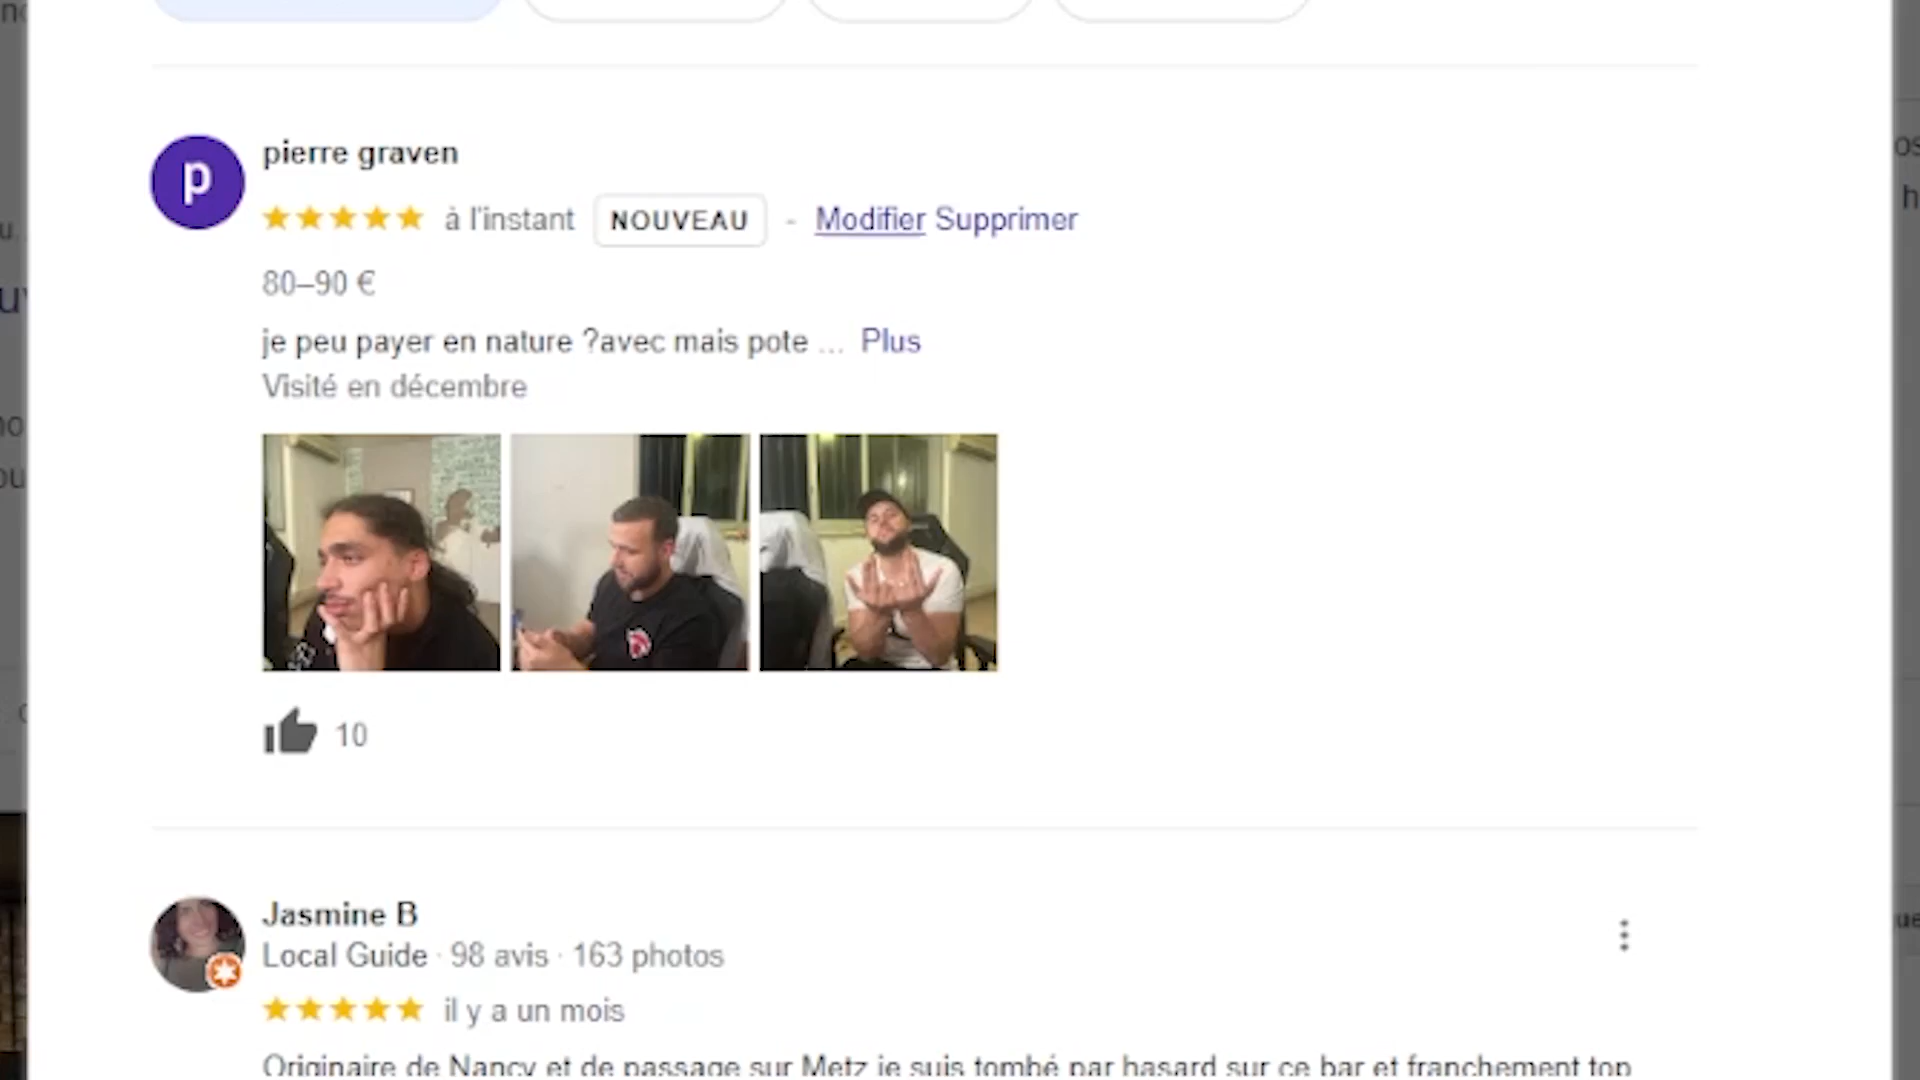 pierre graven
p
à l'instant NOUVEAU - Modifier Supprimer
80–90 €
je peu payer en nature ?avec mais pote ... Plus
Visité en décembre
10
Jasmine B
Local Guide · 98 avis · 163 photos
il y a un mois
Originaire de Nancy et de passage sur Metz je suis tombé par hasard sur ce bar et franchement top